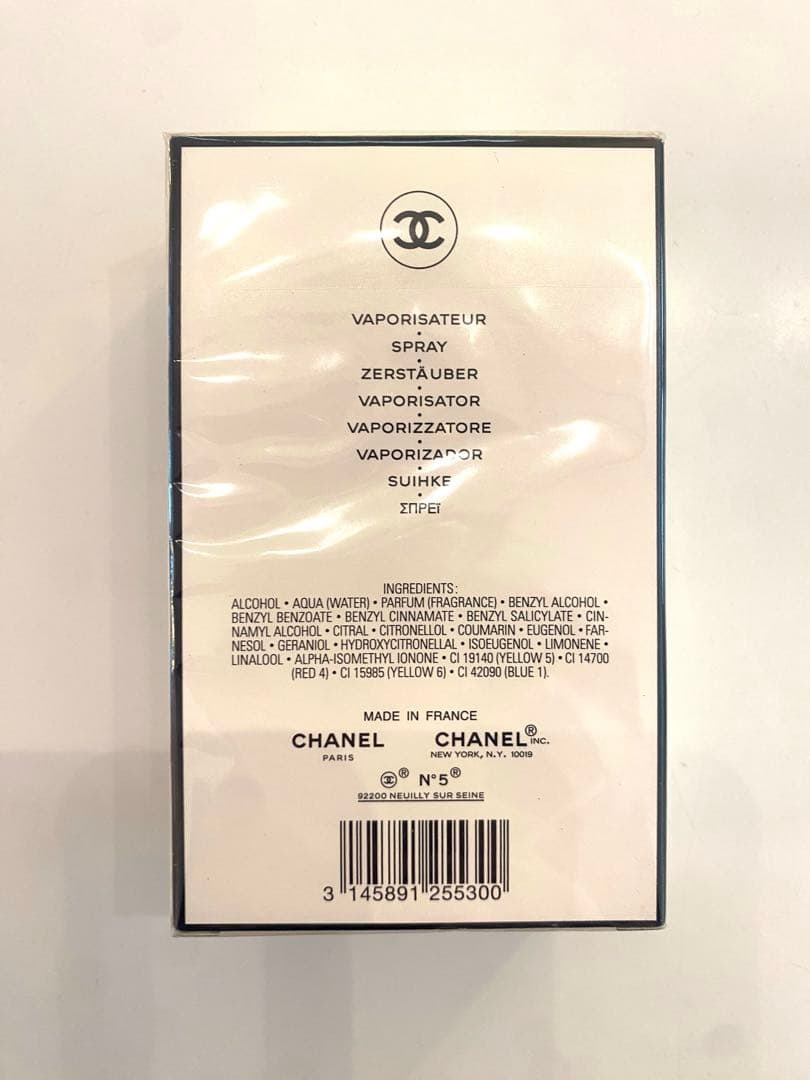 VAPORISATEUR
•
SPRAY
•
ZERSTÄUBER
•
VAPORISATOR
•
VAPORIZZATORE
•
VAPORIZADOR
•
SUIHKE
•
ΣΠΡΕΪ
INGREDIENTS:
ALCOHOL • AQUA (WATER) • PARFUM (FRAGRANCE) • BENZYL ALCOHOL •
BENZYL BENZOATE • BENZYL CINNAMATE • BENZYL SALICYLATE • CIN-
NAMYL ALCOHOL • CITRAL • CITRONELLOL • COUMARIN • EUGENOL • FAR-
NESOL • GERANIOL • HYDROXYCITRONELLAL • ISOEUGENOL • LIMONENE •
LINALOOL • ALPHA-ISOMETHYL IONONE • CI 19140 (YELLOW 5) • CI 14700
(RED 4) • CI 15985 (YELLOW 6) • CI 42090 (BLUE 1).
MADE IN FRANCE
CHANEL CHANEL® INC.
PARIS NEW YORK, N.Y. 10019
® N°5®
92200 NEUILLY SUR SEINE
3 145891 255300